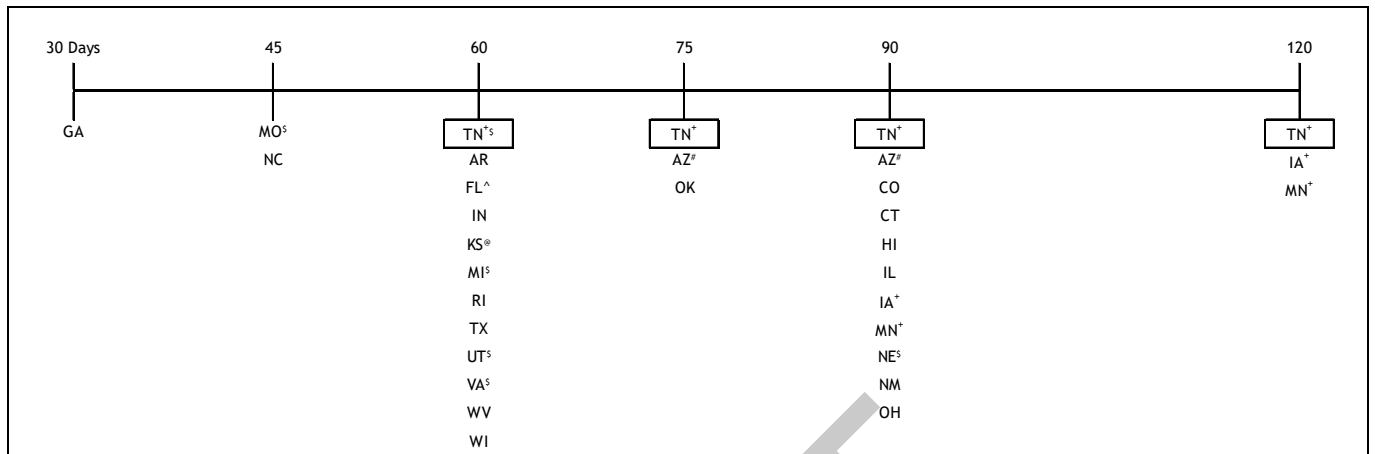 30 Days 45 60 75 90 120
GA MO$ TN+$ TN+ TN+ TN+
NC AR AZ# AZ# IA+
FL^ OK CO MN+
IN CT
KS@ HI
MI$ IL
RI IA+
TX MN+
UT$ NE$
VA$ NM
WV OH
WI